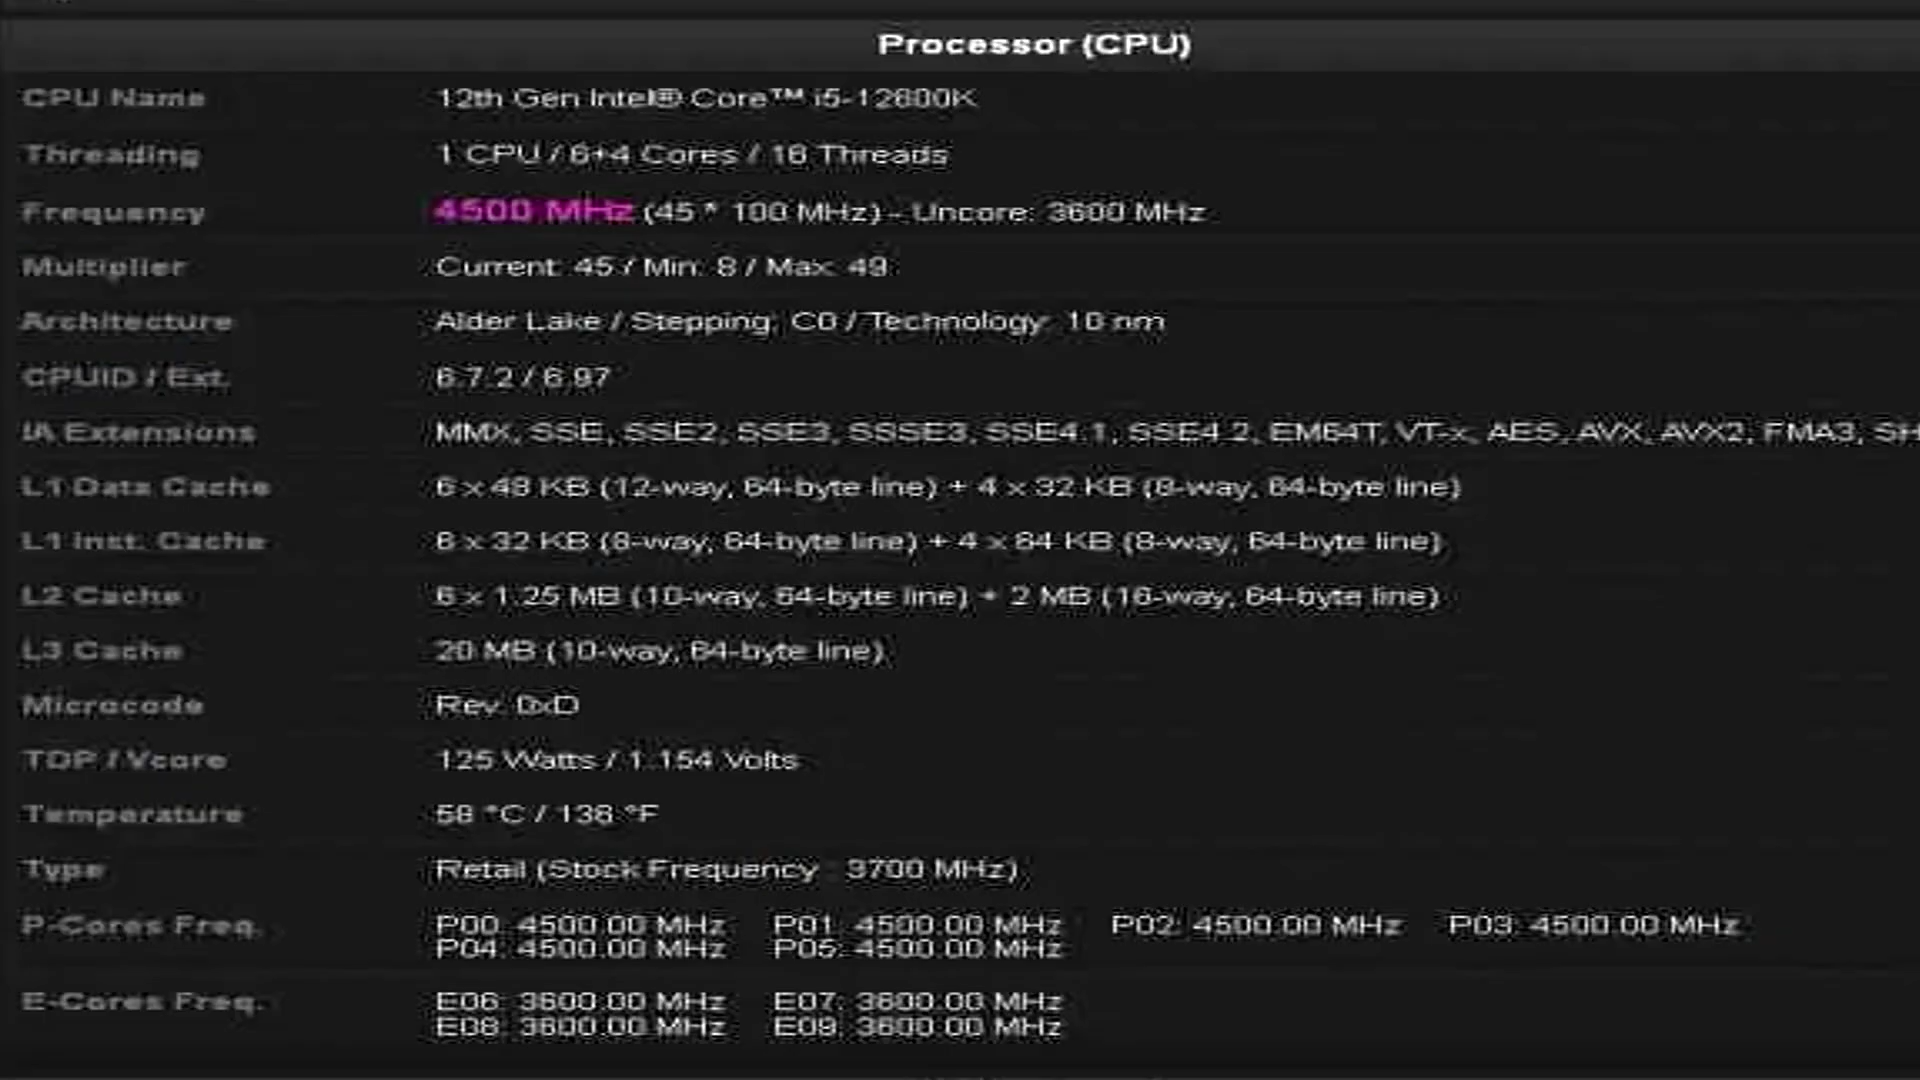 Processor (CPU)
CPU Name 12th Gen Intel® Core™ i5-12600K
Threading 1 CPU / 6+4 Cores / 16 Threads
Frequency 4500 MHz (45 * 100 MHz) - Uncore: 3600 MHz
Multiplier Current: 45 / Min: 8 / Max: 49
Architecture Alder Lake / Stepping: C0 / Technology: 10 nm
CPUID / Ext. 6.7.2 / 6.97
IA Extensions MMX, SSE, SSE2, SSE3, SSSE3, SSE4.1, SSE4.2, EM64T, VT-x, AES, AVX, AVX2, FMA3, SH
L1 Data Cache 6 x 48 KB (12-way, 64-byte line) + 4 x 32 KB (8-way, 64-byte line)
L1 Inst. Cache 6 x 32 KB (8-way, 64-byte line) + 4 x 64 KB (8-way, 64-byte line)
L2 Cache 6 x 1.25 MB (10-way, 64-byte line) + 2 MB (16-way, 64-byte line)
L3 Cache 20 MB (10-way, 64-byte line)
Microcode Rev. 0xD
TDP / Vcore 125 Watts / 1.154 Volts
Temperature 58 °C / 136 °F
Type Retail (Stock Frequency : 3700 MHz)
P-Cores Freq. P00: 4500.00 MHz P01: 4500.00 MHz P02: 4500.00 MHz P03: 4500.00 MHz
P04: 4500.00 MHz P05: 4500.00 MHz
E-Cores Freq. E06: 3600.00 MHz E07: 3600.00 MHz
E08: 3600.00 MHz E09: 3600.00 MHz